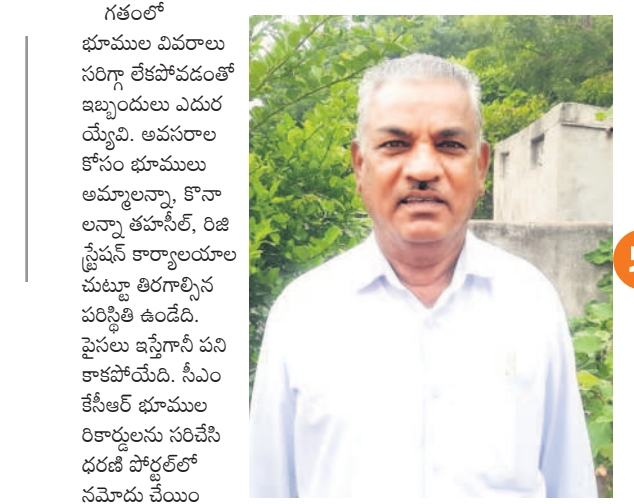 గతంలో
భూముల వివరాలు
సరిగ్గా లేకపోవడంతో
ఇబ్బందులు ఎదుర
య్యేవి. అవసరాల
కోసం భూములు
అమ్మాలన్నా, కొనా
లన్నా తహసీల్, రిజి
స్ట్రేషన్ కార్యాలయాల
చుట్టూ తిరగాల్సిన
పరిస్థితి ఉండేది.
పైసలు ఇస్తేగానీ పని
కాకపోయేది. సీఎం
కేసీఆర్ భూముల
రికార్డులను సరిచేసి
ధరణి పోర్టల్‌లో
నమోదు చేయిం